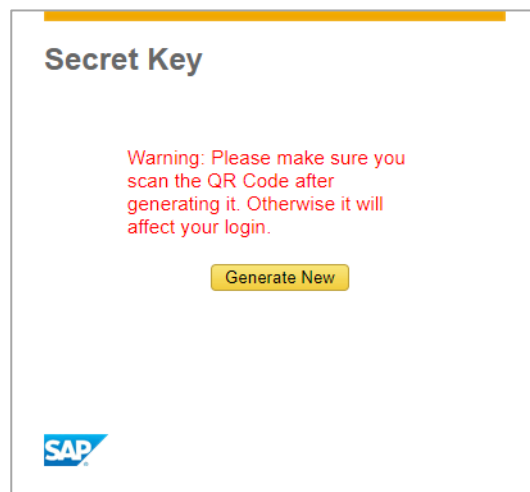 Secret Key
Warning: Please make sure you
scan the QR Code after
generating it. Otherwise it will
affect your login.
Generate New
SAP